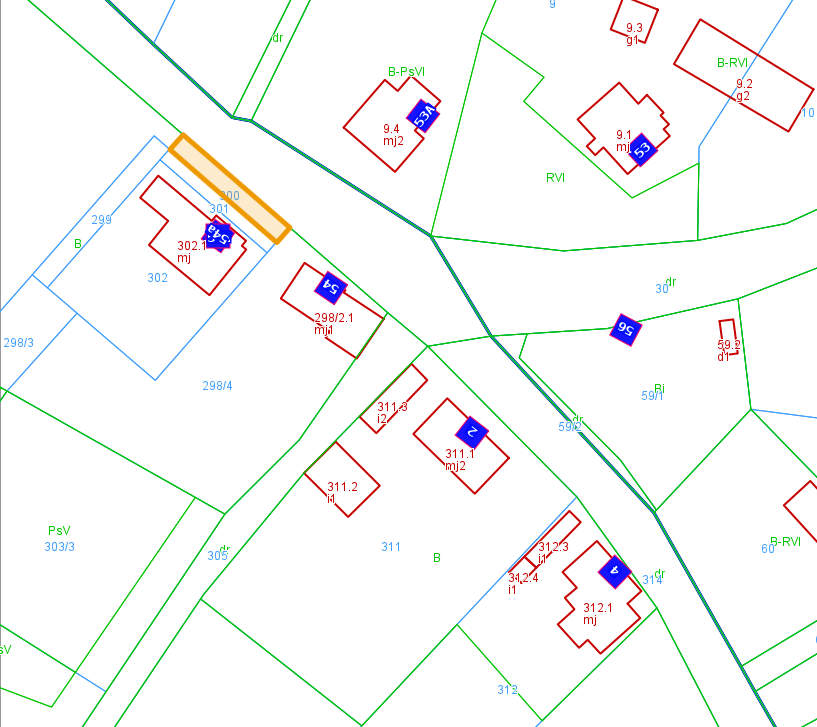 9
9.3
g1
dr
B-RVI
B-PsVI
9.2
g2
10
53A
9.4
mj2
9.1
mj
53
RVI
300
301
299
B
54a
302.1
mj
302
dr
30
54
298/2.1
mj1
56
298/3
59.2
d1
298/4
Bi
59/1
311.3
i2
dr
59/2
2
311.1
mj2
311.2
i1
PsV
303/3
dr
305
311
B
312.3
i1
312.4
i1
B-RVI
60
4
dr
314
312.1
mj
sV
312